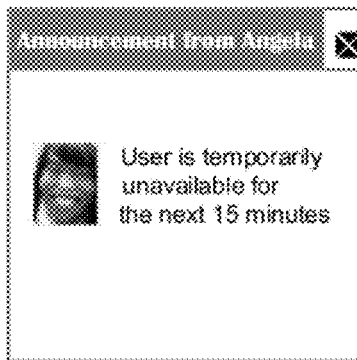 Announcement from Angela
User is temporarily
unavailable for
the next 15 minutes